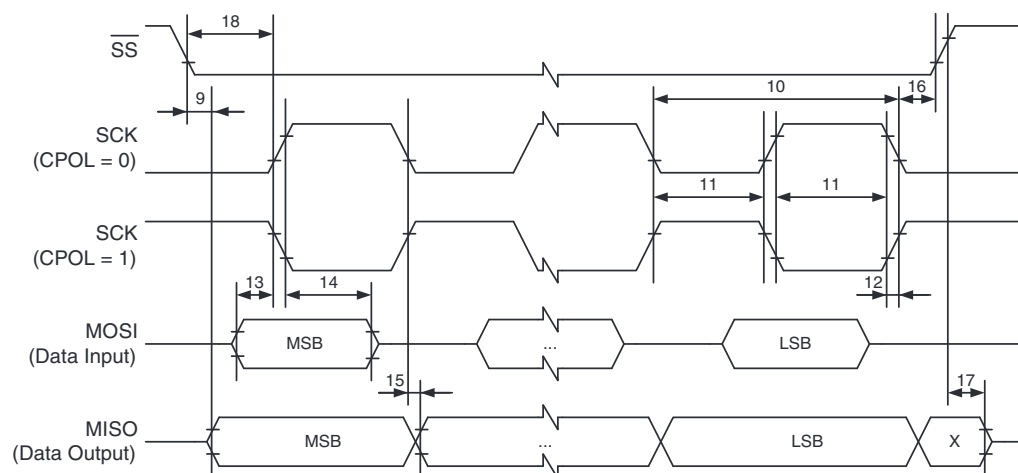 SS
18
9
10
16
SCK
(CPOL = 0)
11
11
SCK
(CPOL = 1)
13
14
12
MOSI
(Data Input)
MSB
...
LSB
15
17
MISO
(Data Output)
MSB
...
LSB
X